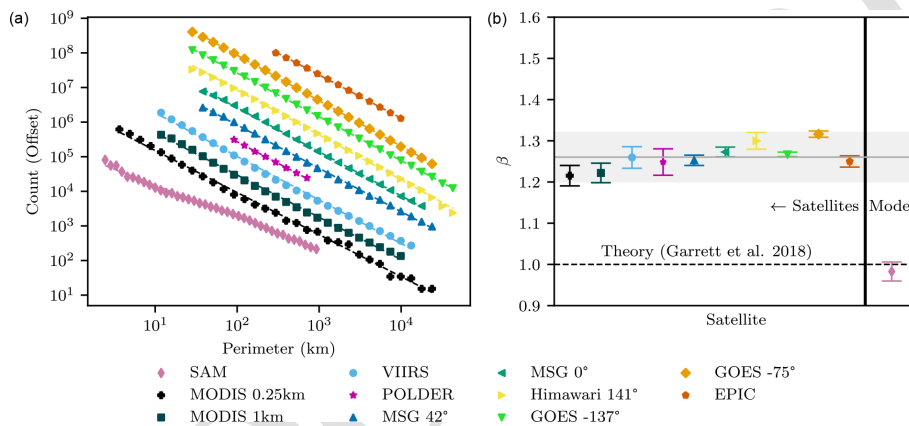 (a)
Count (Offset)
10⁹
10⁸
10⁷
10⁶
10⁵
10⁴
10³
10²
10¹
10¹
10²
10³
10⁴
Perimeter (km)
(b)
β
1.6
1.5
1.4
1.3
1.2
1.1
1.0
0.9
← Satellites
Mode
Theory (Garrett et al. 2018)
Satellite
SAM
MODIS 0.25km
MODIS 1km
VIIRS
POLDER
MSG 42°
MSG 0°
Himawari 141°
GOES -137°
GOES -75°
EPIC